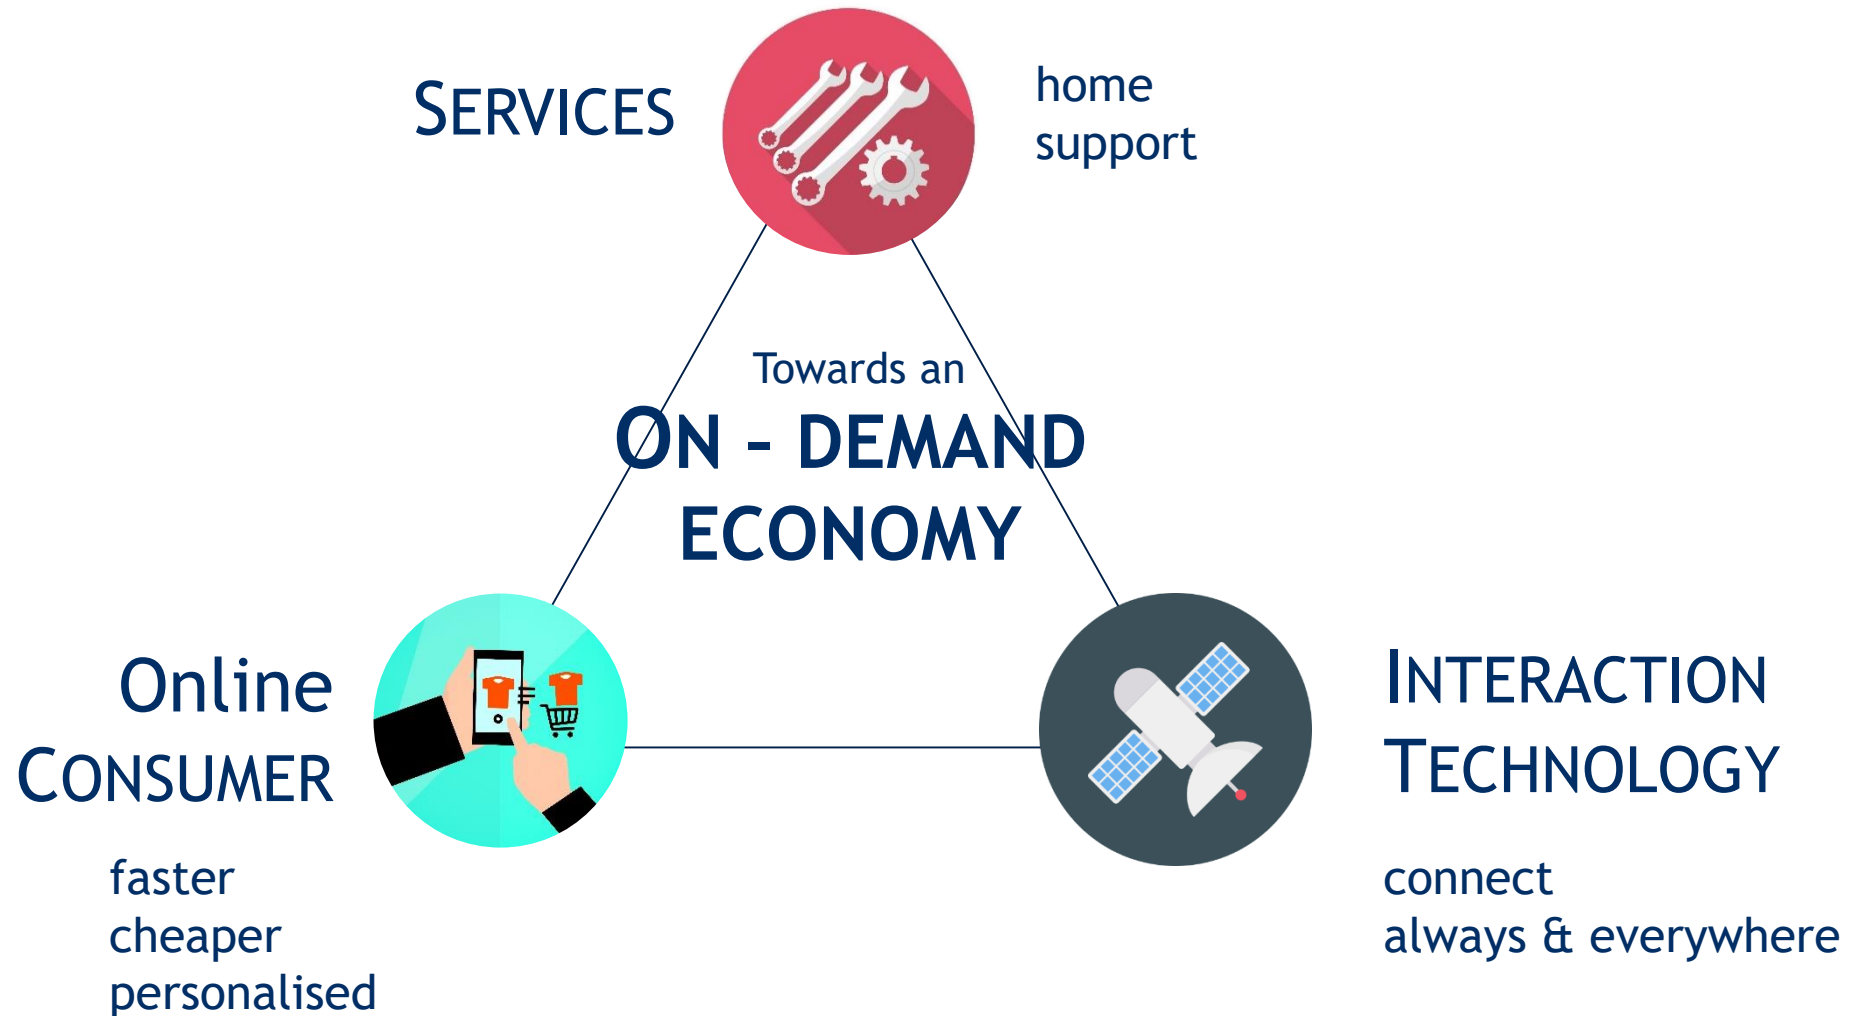 SERVICES
home
support
Towards an
ON - DEMAND
ECONOMY
Online
CONSUMER
faster
cheaper
personalised
INTERACTION
TECHNOLOGY
connect
always & everywhere